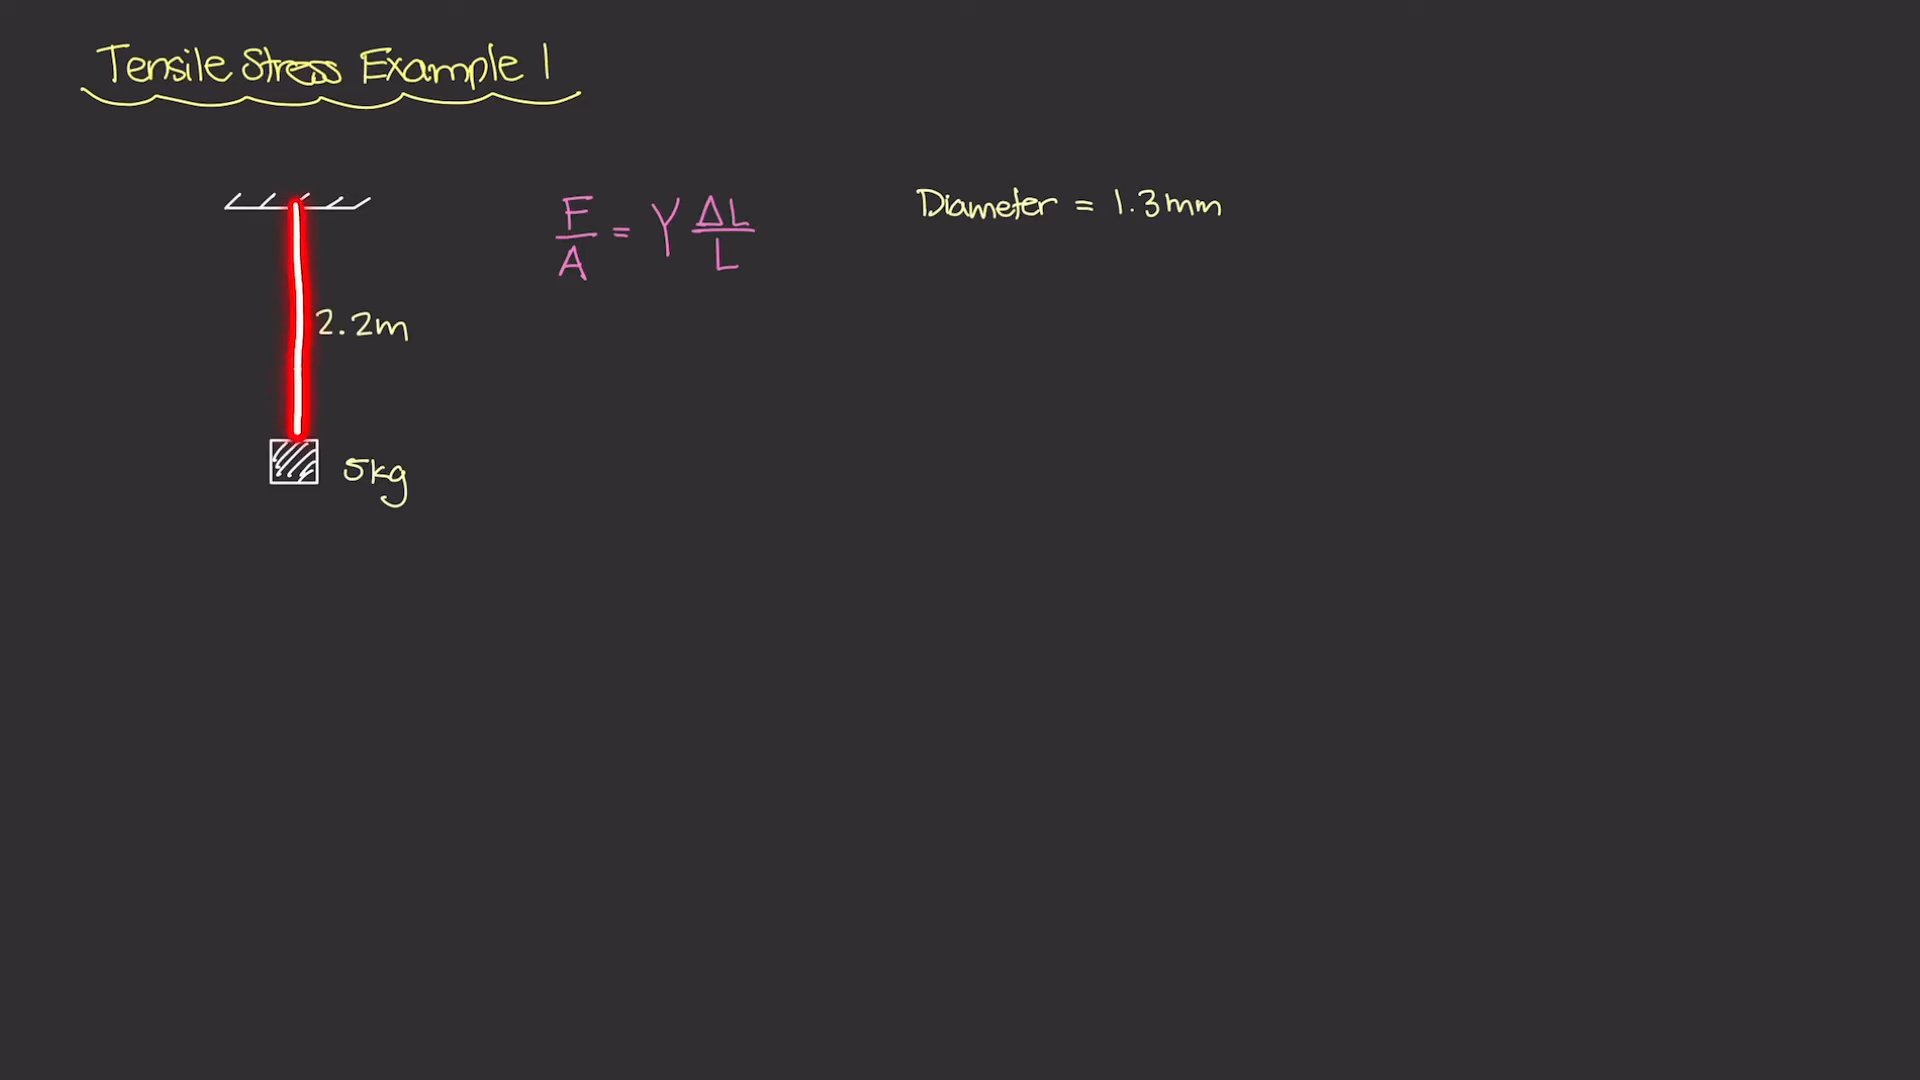 Tensile Stress Example 1
F/A = Y ΔL/L
Diameter = 1.3mm
2.2m
5kg